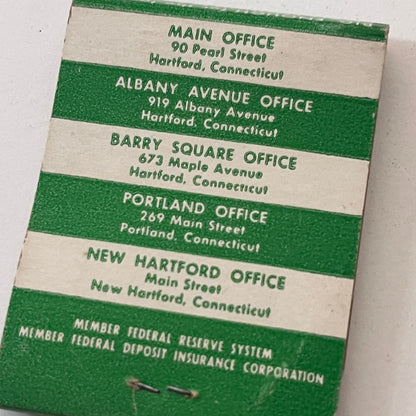 MAIN OFFICE
90 Pearl Street
Hartford, Connecticut
ALBANY AVENUE OFFICE
919 Albany Avenue
Hartford, Connecticut
BARRY SQUARE OFFICE
673 Maple Avenue
Hartford, Connecticut
PORTLAND OFFICE
269 Main Street
Portland, Connecticut
NEW HARTFORD OFFICE
Main Street
New Hartford, Connecticut
MEMBER FEDERAL RESERVE SYSTEM
MEMBER FEDERAL DEPOSIT INSURANCE CORPORATION